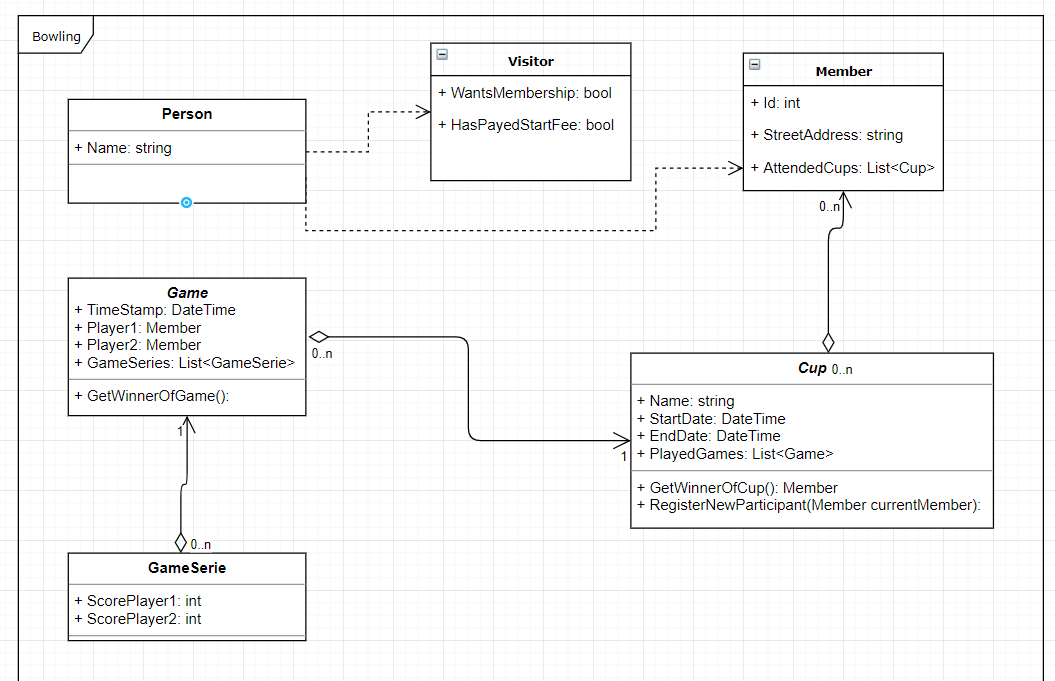 Bowling
Person
+ Name: string
Visitor
+ WantsMembership: bool
+ HasPayedStartFee: bool
Member
+ Id: int
+ StreetAddress: string
+ AttendedCups: List<Cup>
0..n
Game
+ TimeStamp: DateTime
+ Player1: Member
+ Player2: Member
+ GameSeries: List<GameSerie>
+ GetWinnerOfGame():
0..n
1
Cup 0..n
+ Name: string
+ StartDate: DateTime
+ EndDate: DateTime
+ PlayedGames: List<Game>
+ GetWinnerOfCup(): Member
+ RegisterNewParticipant(Member currentMember):
1
0..n
GameSerie
+ ScorePlayer1: int
+ ScorePlayer2: int